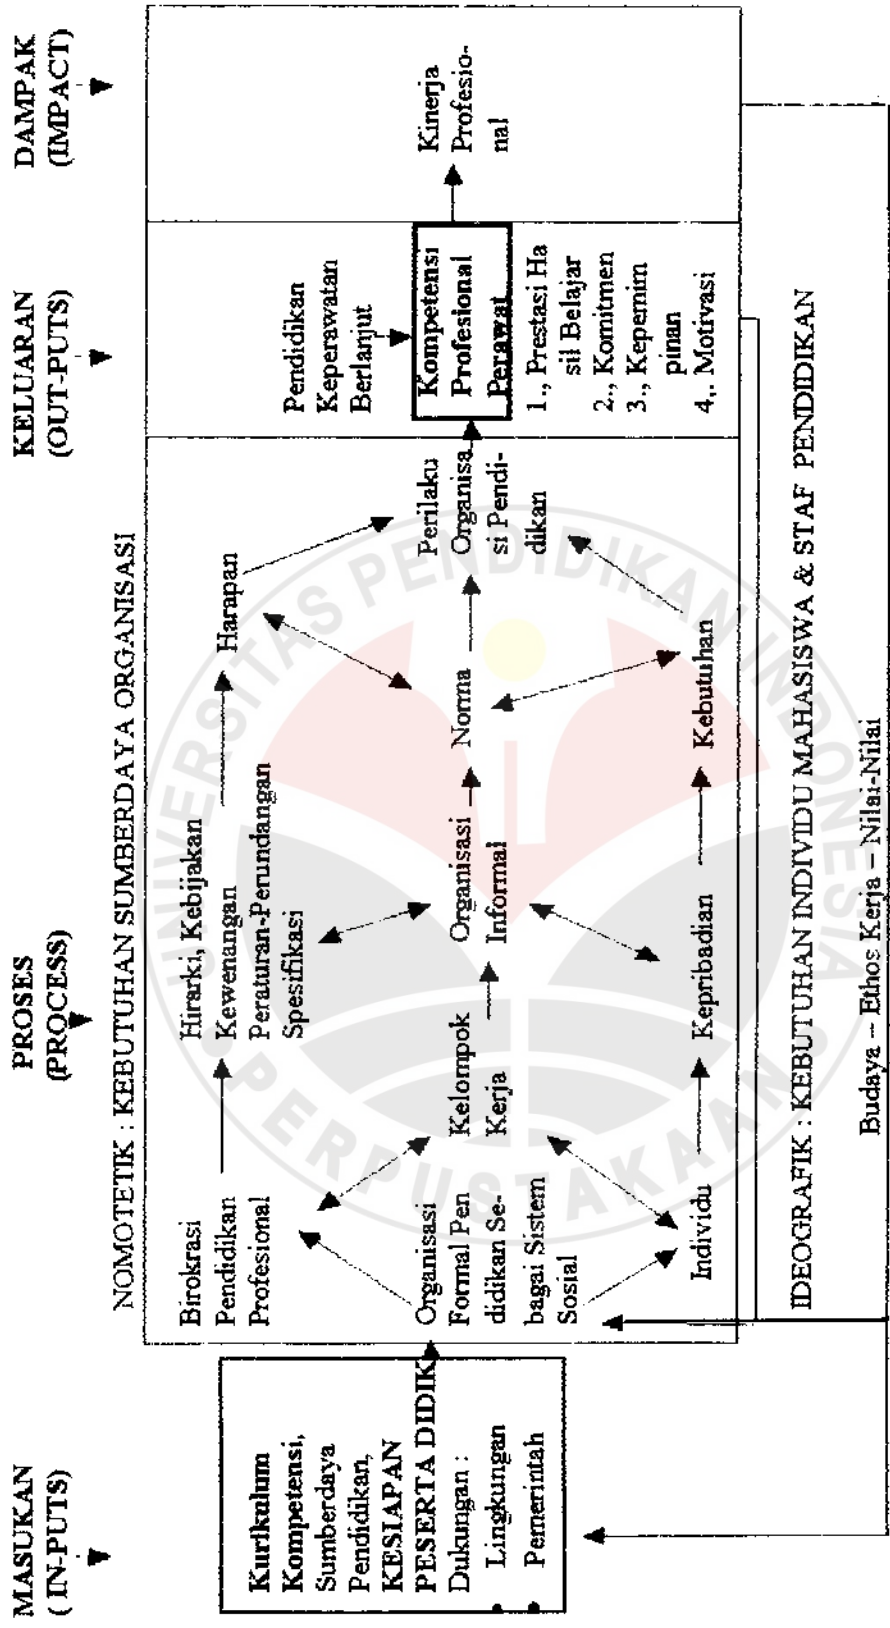 MASUKAN
( IN-PUTS)
PROSES
(PROCESS)
KELUARAN
(OUT-PUTS)
DAMPAK
(IMPACT)
NOMOTETIK : KEBUTUHAN SUMBERDAYA ORGANISASI
Kurikulum
Kompetensi,
Sumberdaya
Pendidikan,
KESIAPAN
PESERTA DIDIK
Dukungan :
• Lingkungan
• Pemerintah
Birokrasi
Pendidikan
Profesional
Hirarki, Kebijakan
Kewenangan
Peraturan-Perundangan
Spesifikasi
Harapan
Organisasi
Formal Pen
didikan Se-
bagai Sistem
Sosial
Kelompok
Kerja
Organisasi
Informal
Norma
Perilaku
Organisa
si Pendi-
dikan
Individu
Kepribadian
Kebutuhan
Pendidikan
Keperawatan
Berlanjut
Kompetensi
Profesional
Perawat
1., Prestasi Ha
sil Belajar
2., Komitmen
3., Kepemim
pinan
4,. Motivasi
Kinerja
Profesio-
nal
IDEOGRAFIK : KEBUTUHAN INDIVIDU MAHASISWA & STAF PENDIDIKAN
Budaya – Ethos Kerja – Nilai-Nilai
UNIVERSITAS PENDIDIKAN INDONESIA
PERPUSTAKAAN